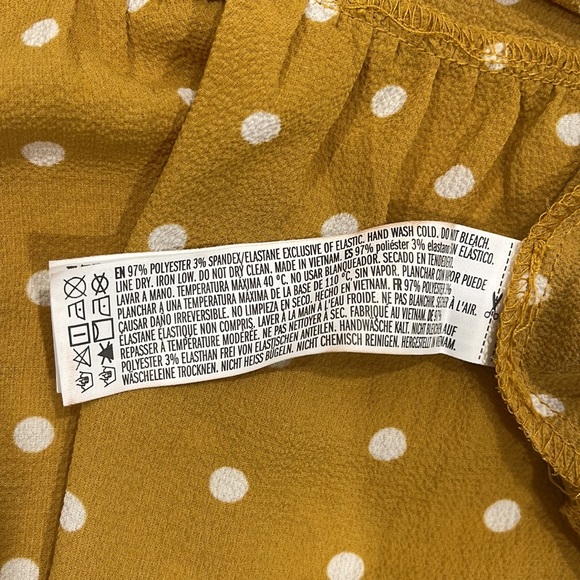 EN 97% POLYESTER 3% SPANDEX/ELASTANE EXCLUSIVE OF ELASTIC. HAND WASH COLD. DO NOT BLEACH.
LINE DRY. IRON LOW. DO NOT DRY CLEAN. MADE IN VIETNAM. ES 97% poliéster 3% elastano IN ELÁSTICO.
LAVAR A MANO. TEMPERATURA MÁXIMA 40 °C. NO USAR BLANQUEADOR. SECADO EN TENDEDERO.
PLANCHAR A UNA TEMPERATURA MÁXIMA DE LA BASE DE 110 °C, SIN VAPOR. PLANCHAR CON VAPOR PUEDE
CAUSAR DAÑO IRREVERSIBLE. NO LIMPIEZA EN SECO. HECHO EN VIETNAM. FR 97% POLYESTER
ÉLASTANE ÉLASTIQUE NON COMPRIS. LAVER À LA MAIN À L'EAU FROIDE. NE PAS À L'AIR.
REPASSER À TEMPÉRATURE MODÉRÉE. NE PAS NETTOYER À SEC. FABRIQUÉ AU VIETNAM. DE 97%
POLYESTER 3% ELASTHAN FREI VON ELASTISCHEN ANTEILEN. HANDWÄSCHE KALT. NICHT BLEICHEN. AUF
WÄSCHELEINE TROCKNEN. NICHT HEISS BÜGELN. NICHT CHEMISCH REINIGEN. HERGESTELLT IN VIETNAM.